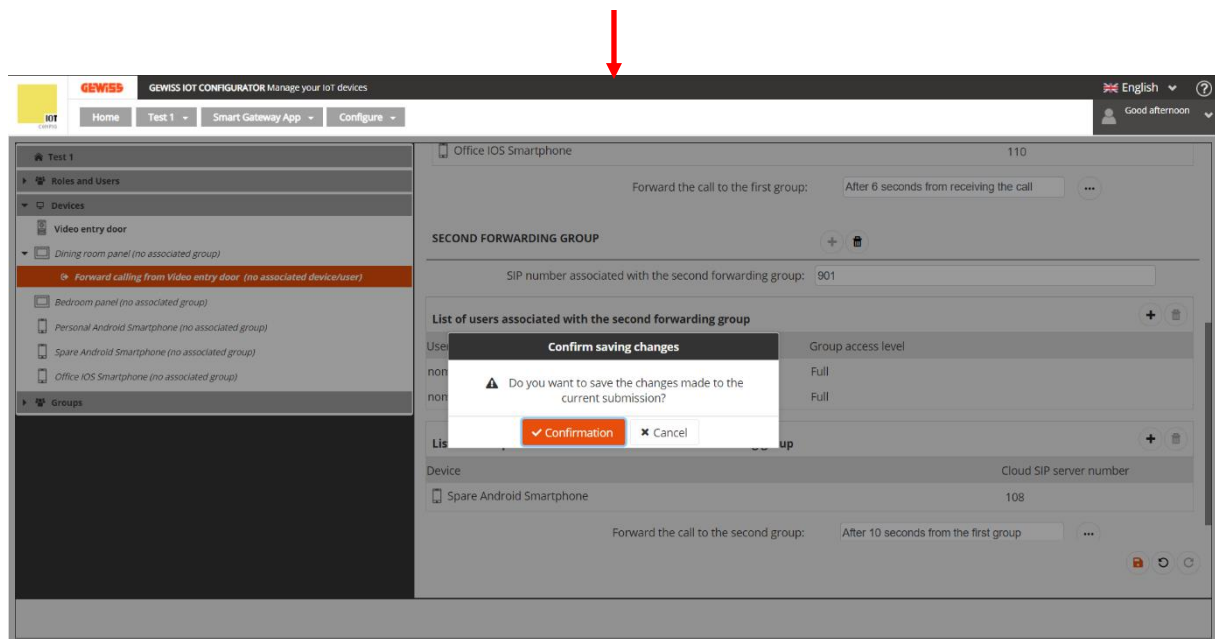 GEWISS GEWISS IOT CONFIGURATOR Manage your IoT devices English ?
IOT Home Test 1 Smart Gateway App Configure Good afternoon
Test 1
Roles and Users
Devices
Video entry door
Dining room panel (no associated group)
Forward calling from Video entry door (no associated device/user)
Bedroom panel (no associated group)
Personal Android Smartphone (no associated group)
Spare Android Smartphone (no associated group)
Office IOS Smartphone (no associated group)
Groups
Office IOS Smartphone 110
Forward the call to the first group: After 6 seconds from receiving the call ...
SECOND FORWARDING GROUP
SIP number associated with the second forwarding group: 901
List of users associated with the second forwarding group
Group access level
Full
Full
Confirm saving changes
Do you want to save the changes made to the
current submission?
Confirmation Cancel
Device Cloud SIP server number
Spare Android Smartphone 108
Forward the call to the second group: After 10 seconds from the first group ...